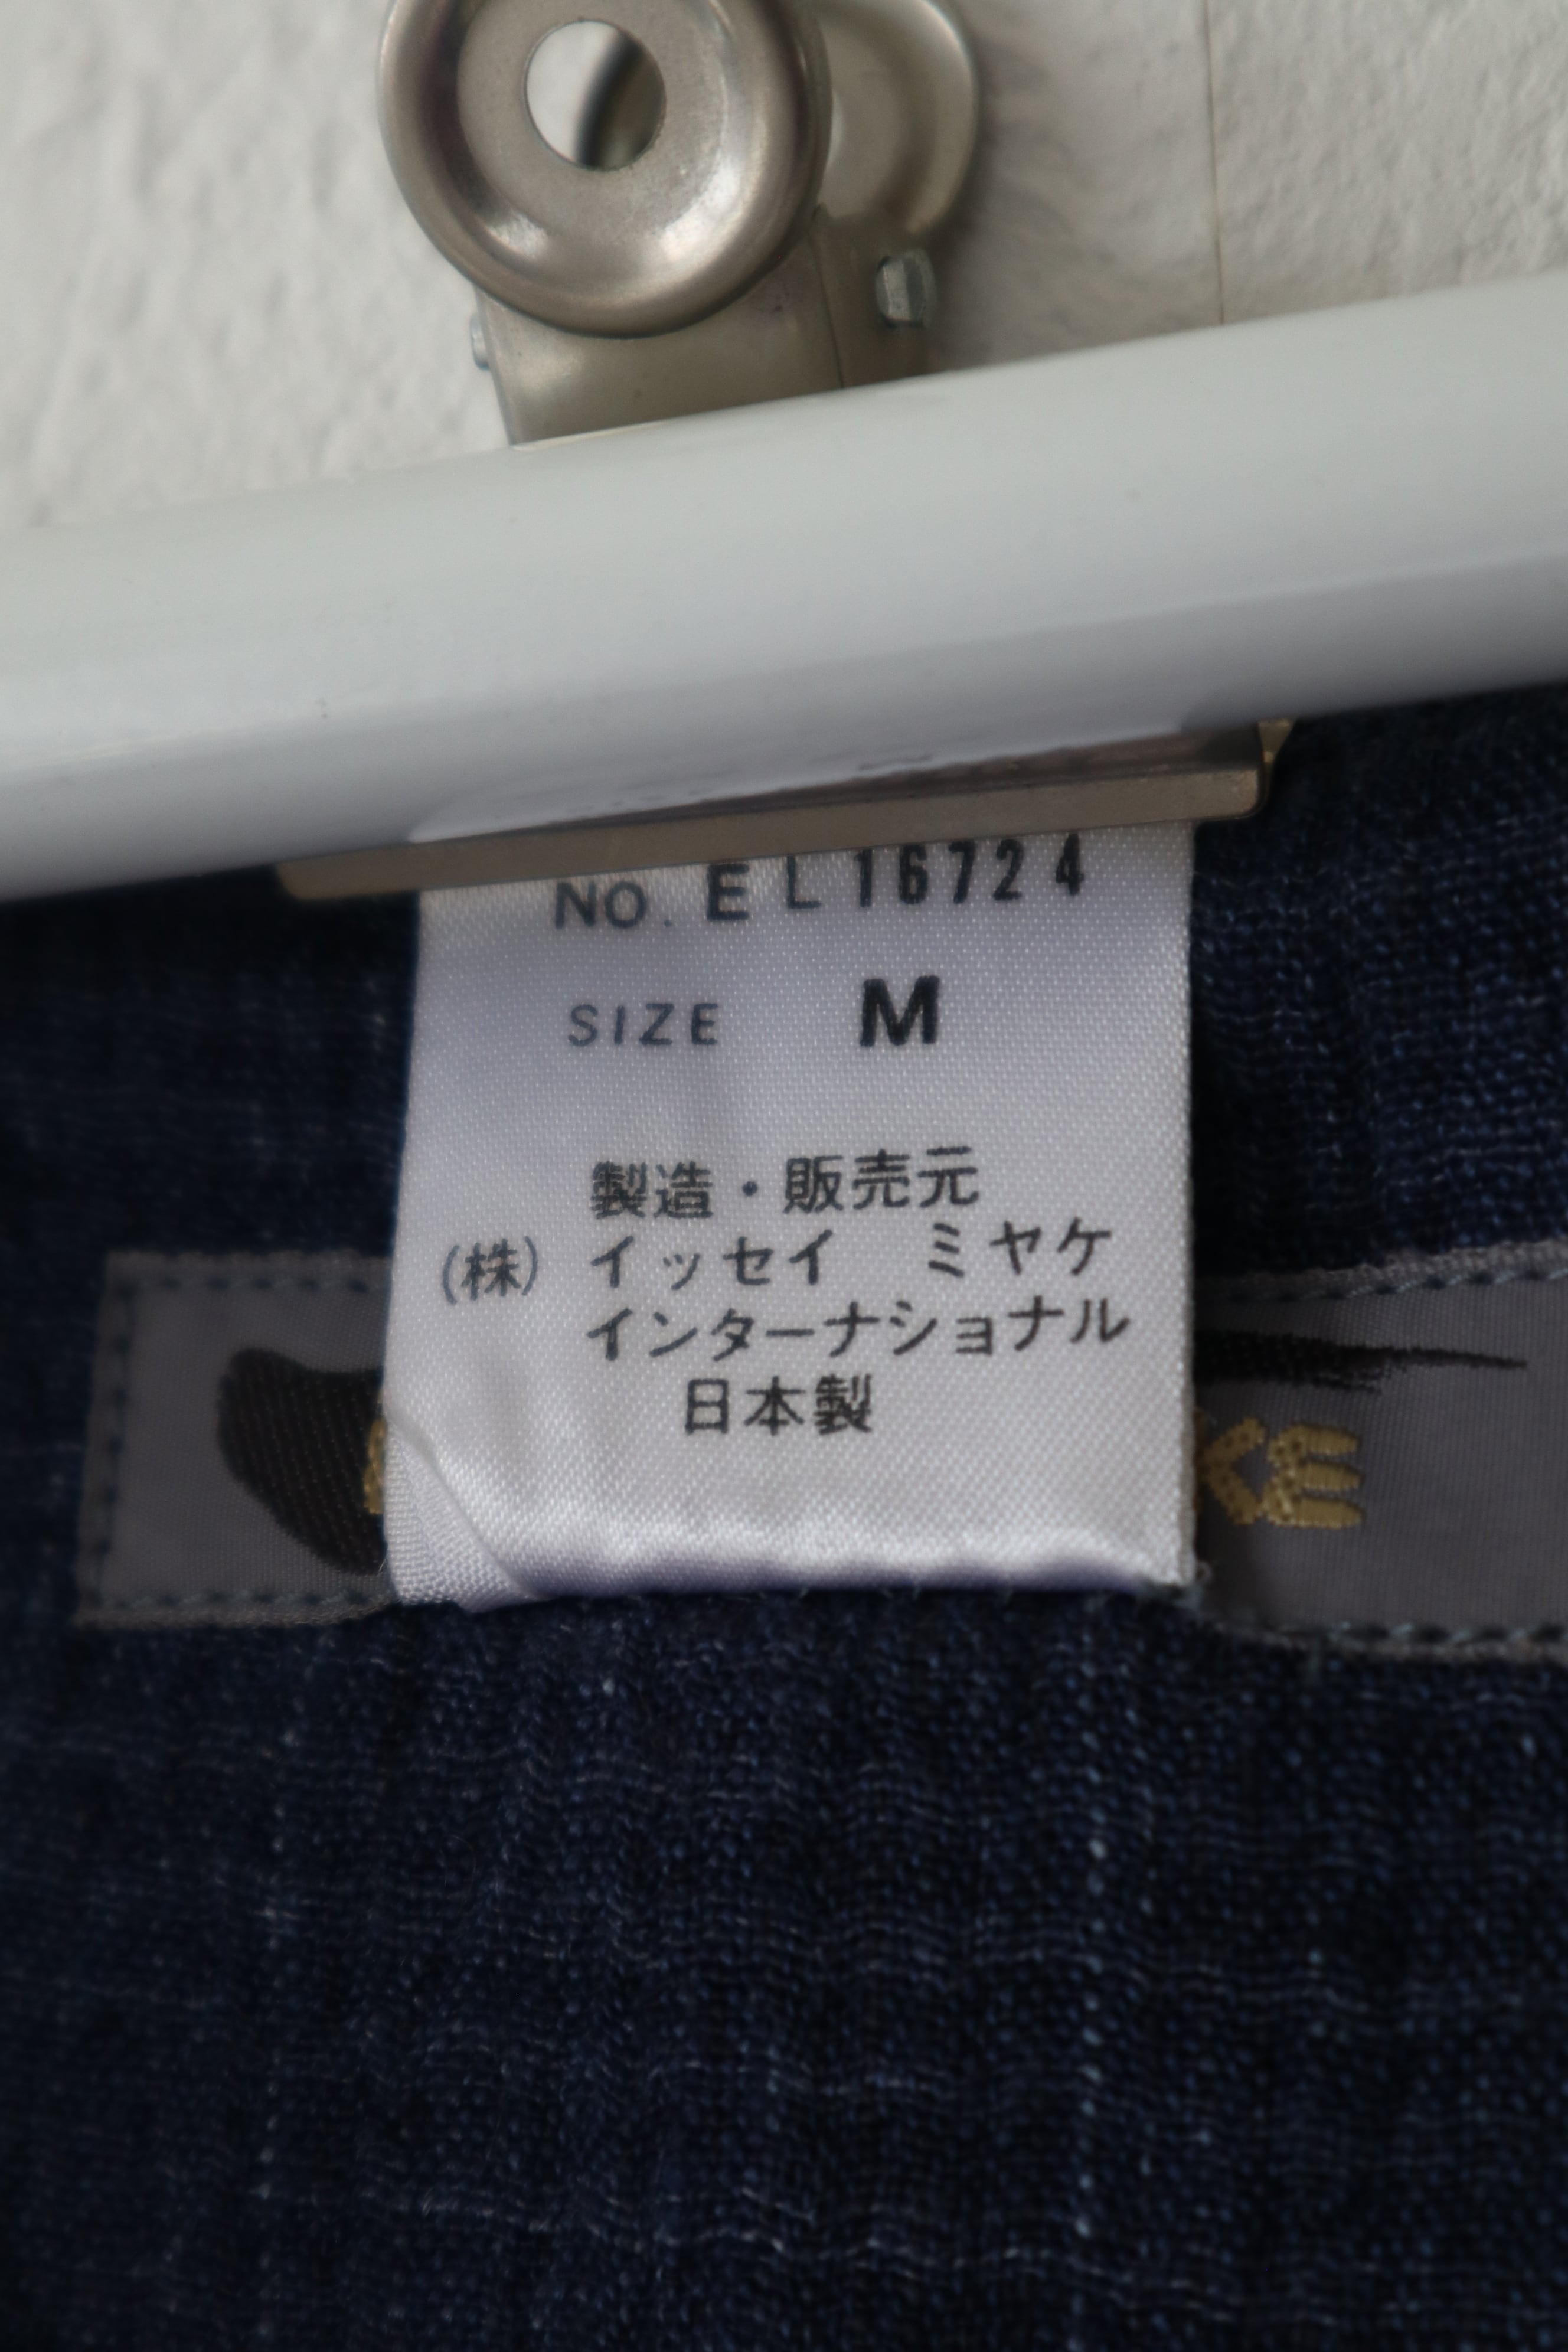 NO. EL16724
SIZE M
製造・販売元
(株) イッセイ ミヤケ
インターナショナル
日本製
KE